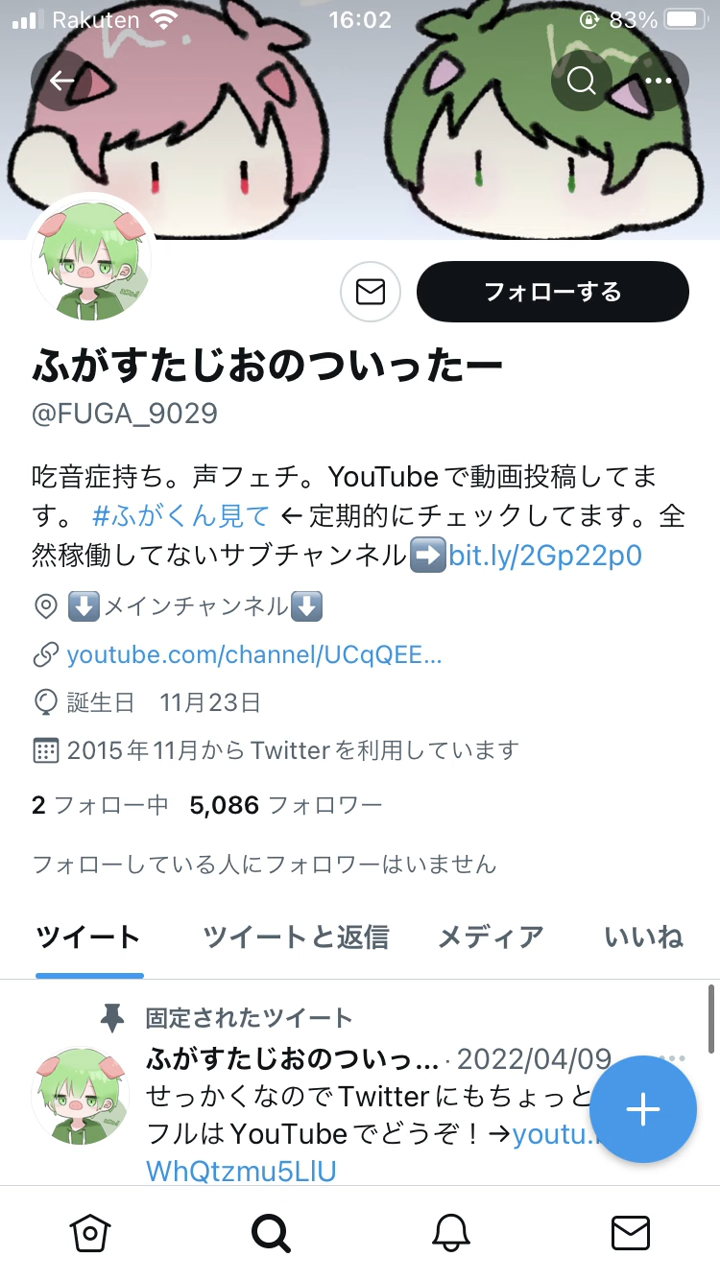 Rakuten
16:02
83%
フォローする
ふがすたじおのついったー
@FUGA_9029
吃音症持ち。声フェチ。YouTubeで動画投稿してま
す。 #ふがくん見て ←定期的にチェックしてます。全
然稼働してないサブチャンネル➡️bit.ly/2Gp22p0
⬇️メインチャンネル⬇️
youtube.com/channel/UCqQEE...
誕生日 11月23日
2015年11月からTwitterを利用しています
2 フォロー中 5,086 フォロワー
フォローしている人にフォロワーはいません
ツイート ツイートと返信 メディア いいね
固定されたツイート
ふがすたじおのついっ... · 2022/04/09
せっかくなのでTwitterにもちょっと
フルはYouTubeでどうぞ！→youtu.
WhQtzmu5LlU